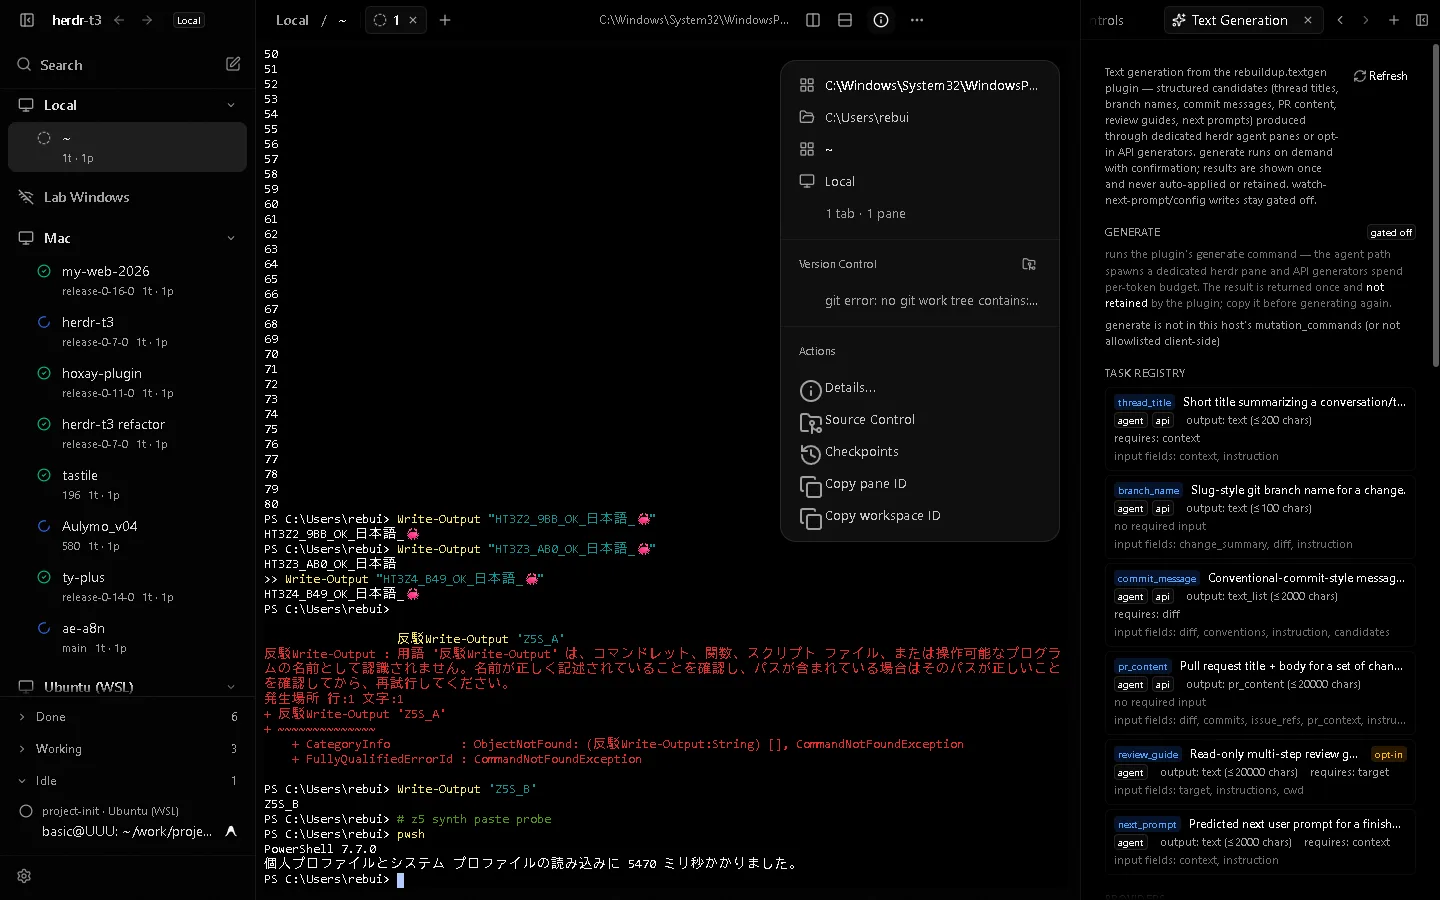 herdr-t3
Local
Search
Local
~
1t · 1p
Lab Windows
Mac
my-web-2026
release-0-16-0 1t · 1p
herdr-t3
release-0-7-0 1t · 1p
hoxay-plugin
release-0-11-0 1t · 1p
herdr-t3 refactor
release-0-7-0 1t · 1p
tastile
196 1t · 1p
Aulymo_v04
580 1t · 1p
ty-plus
release-0-14-0 1t · 1p
ae-a8n
main 1t · 1p
Ubuntu (WSL)
Done 6
Working 3
Idle 1
project-init · Ubuntu (WSL)
basic@UUU: ~/work/proje...
Local / ~
1
C:\Windows\System32\WindowsP...
50
51
52
53
54
55
56
57
58
59
60
61
62
63
64
65
66
67
68
69
70
71
72
73
74
75
76
77
78
79
80
PS C:\Users\rebui> Write-Output "HT3Z2_9BB_OK_日本語_🦀"
HT3Z2_9BB_OK_日本語_🦀
PS C:\Users\rebui> Write-Output "HT3Z3_AB0_OK_日本語_🦀"
HT3Z3_AB0_OK_日本語
>> Write-Output "HT3Z4_B49_OK_日本語_🦀"
HT3Z4_B49_OK_日本語_🦀
PS C:\Users\rebui>
反駁Write-Output 'Z5S_A'
反駁Write-Output : 用語 '反駁Write-Output' は、コマンドレット、関数、スクリプト ファイル、または操作可能なプログラ
ムの名前として認識されません。名前が正しく記述されていることを確認し、パスが含まれている場合はそのパスが正しいこと
を確認してから、再試行してください。
発生場所 行:1 文字:1
+ 反駁Write-Output 'Z5S_A'
+ ~~~~~~~~~~~~~~
+ CategoryInfo : ObjectNotFound: (反駁Write-Output:String) [], CommandNotFoundException
+ FullyQualifiedErrorId : CommandNotFoundException
PS C:\Users\rebui> Write-Output 'Z5S_B'
Z5S_B
PS C:\Users\rebui> # z5 synth paste probe
PS C:\Users\rebui> pwsh
PowerShell 7.7.0
個人プロファイルとシステム プロファイルの読み込みに 5470 ミリ秒かかりました。
PS C:\Users\rebui>
C:\Windows\System32\WindowsP...
C:\Users\rebui
~
Local
1 tab · 1 pane
Version Control
git error: no git work tree contains:...
Actions
Details...
Source Control
Checkpoints
Copy pane ID
Copy workspace ID
ntrols
Text Generation
Text generation from the rebuildup.textgen
plugin — structured candidates (thread titles,
branch names, commit messages, PR content,
review guides, next prompts) produced
through dedicated herdr agent panes or opt-
in API generators. generate runs on demand
with confirmation; results are shown once
and never auto-applied or retained. watch-
next-prompt/config writes stay gated off.
Refresh
GENERATE
gated off
runs the plugin's generate command — the agent path
spawns a dedicated herdr pane and API generators spend
per-token budget. The result is returned once and not
retained by the plugin; copy it before generating again.
generate is not in this host's mutation_commands (or not
allowlisted client-side)
TASK REGISTRY
thread_title Short title summarizing a conversation/t...
agent api output: text (≤200 chars)
requires: context
input fields: context, instruction
branch_name Slug-style git branch name for a change.
agent api output: text (≤100 chars)
no required input
input fields: change_summary, diff, instruction
commit_message Conventional-commit-style messag...
agent api output: text_list (≤2000 chars)
requires: diff
input fields: diff, conventions, instruction, candidates
pr_content Pull request title + body for a set of chan...
agent api output: pr_content (≤20000 chars)
no required input
input fields: diff, commits, issue_refs, pr_context, instru...
review_guide Read-only multi-step review g... opt-in
agent output: text (≤20000 chars) requires: target
input fields: target, instructions, cwd
next_prompt Predicted next user prompt for a finish...
agent output: text (≤2000 chars) requires: context
input fields: context, instruction